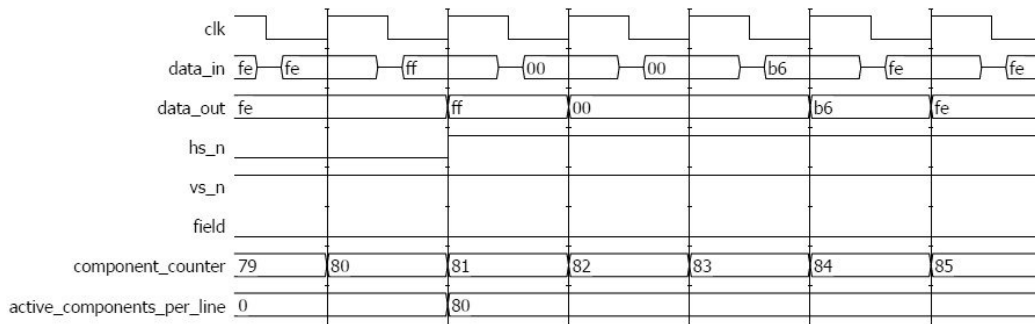 clk
data_in fe fe ff 00 00 b6 fe fe
data_out fe ff 00 b6 fe
hs_n
vs_n
field
component_counter 79 80 81 82 83 84 85
active_components_per_line 0 80